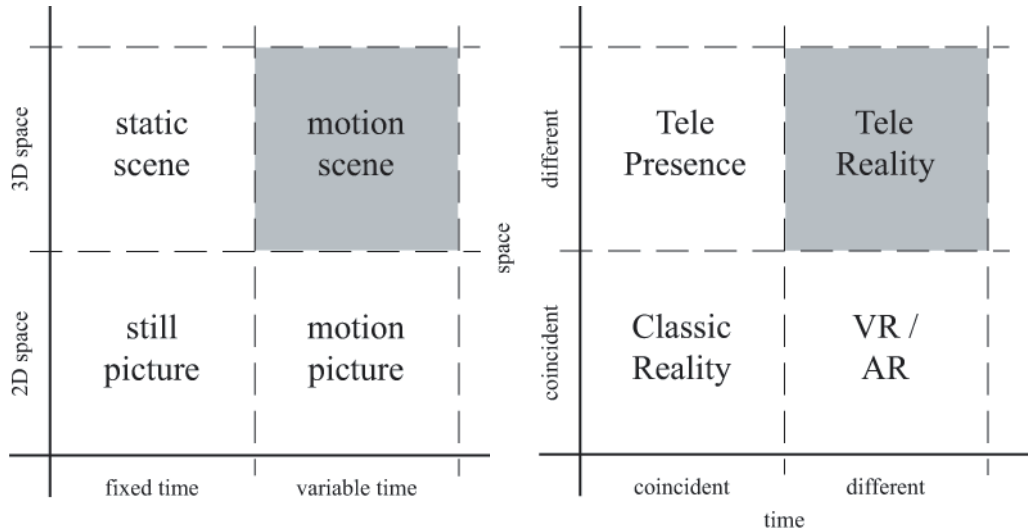 3D space
static
scene
motion
scene
2D space
still
picture
motion
picture
fixed time
variable time
space
different
Tele
Presence
Tele
Reality
coincident
Classic
Reality
VR /
AR
coincident
different
time